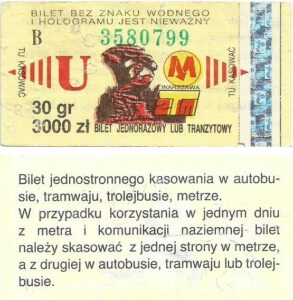 BILET BEZ ZNAKU WODNEGO
I HOLOGRAMU JEST NIEWAŻNY
B 3580799
TU KASOWAĆ
U
M
WARSZAWA
ZTM
TU KASOWAĆ
30 gr
3000 zł BILET JEDNORAZOWY LUB TRANZYTOWY
Bilet jednostronnego kasowania w autobu-
sie, tramwaju, trolejbusie, metrze.
W przypadku korzystania w jednym dniu
z metra i komunikacji naziemnej bilet
należy skasować z jednej strony w metrze,
a z drugiej w autobusie, tramwaju lub trolej-
busie.